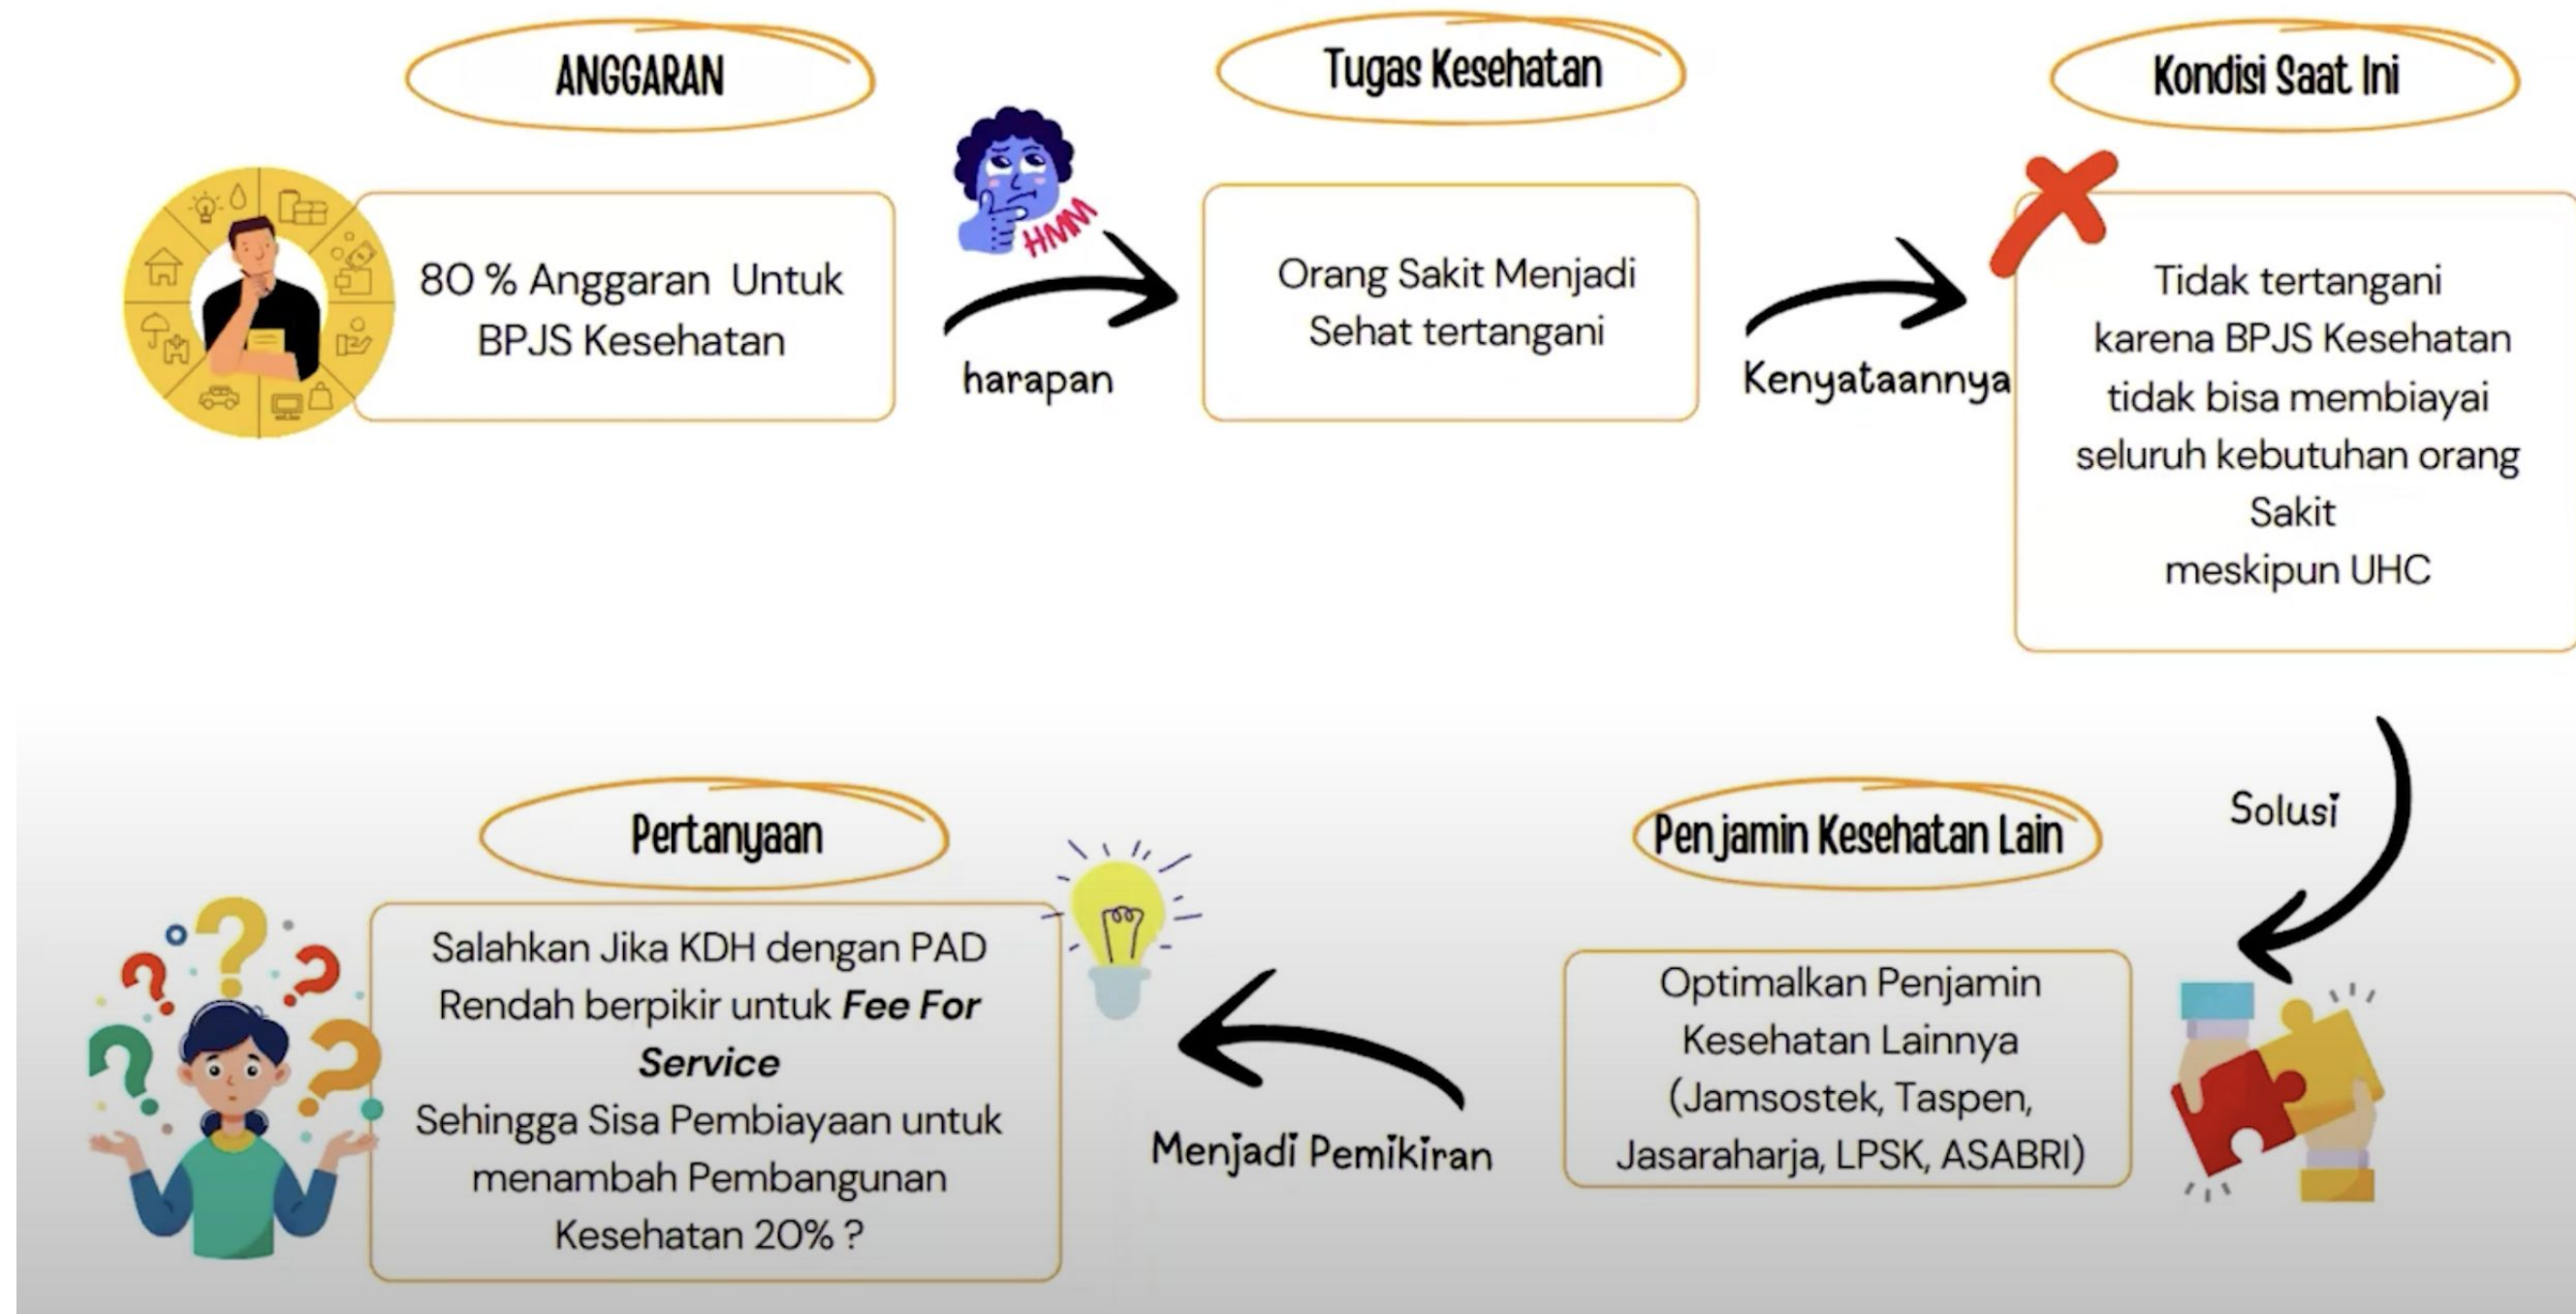 ANGGARAN
80 % Anggaran Untuk
BPJS Kesehatan
HMM
harapan
Tugas Kesehatan
Orang Sakit Menjadi
Sehat tertangani
Kenyataannya
Kondisi Saat Ini
Tidak tertangani
karena BPJS Kesehatan
tidak bisa membiayai
seluruh kebutuhan orang
Sakit
meskipun UHC
Solusi
Penjamin Kesehatan Lain
Optimalkan Penjamin
Kesehatan Lainnya
(Jamsostek, Taspen,
Jasaraharja, LPSK, ASABRI)
Menjadi Pemikiran
Pertanyaan
Salahkan Jika KDH dengan PAD
Rendah berpikir untuk Fee For
Service
Sehingga Sisa Pembiayaan untuk
menambah Pembangunan
Kesehatan 20% ?